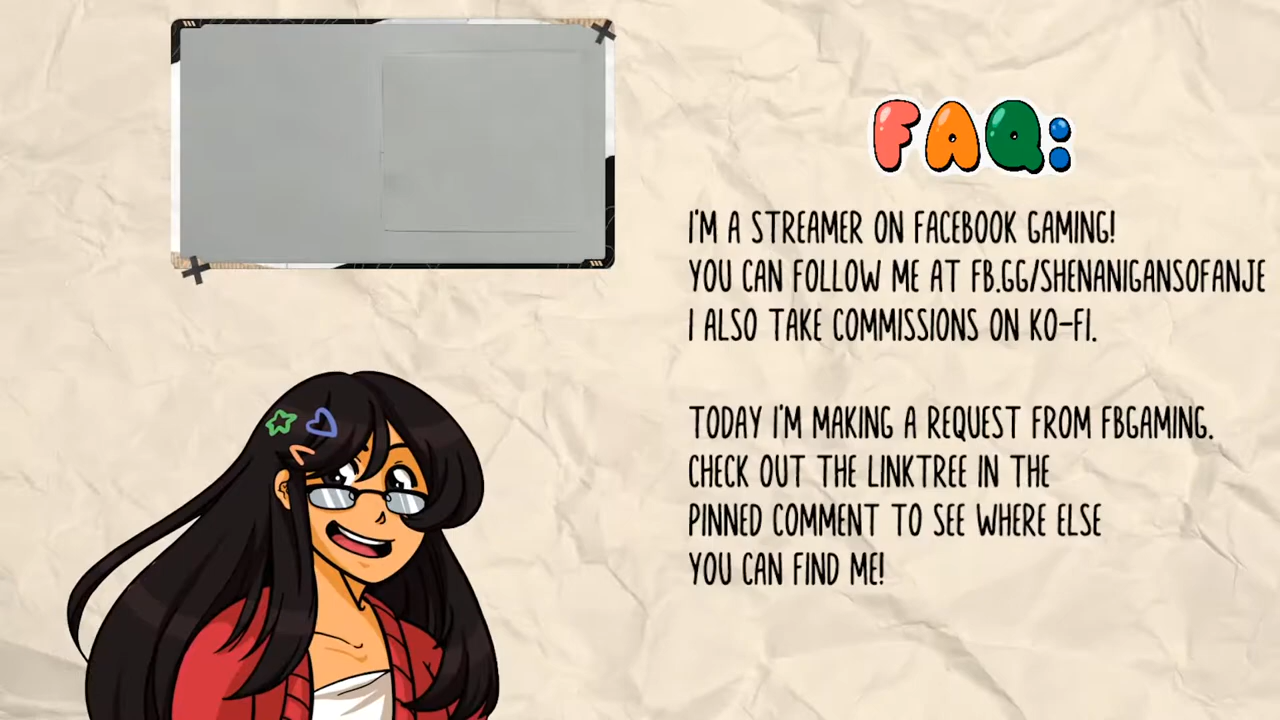 FAQ:
I'M A STREAMER ON FACEBOOK GAMING!
YOU CAN FOLLOW ME AT FB.GG/SHENANIGANSOFANJE
I ALSO TAKE COMMISSIONS ON KO-FI.
TODAY I'M MAKING A REQUEST FROM FBGAMING.
CHECK OUT THE LINKTREE IN THE
PINNED COMMENT TO SEE WHERE ELSE
YOU CAN FIND ME!